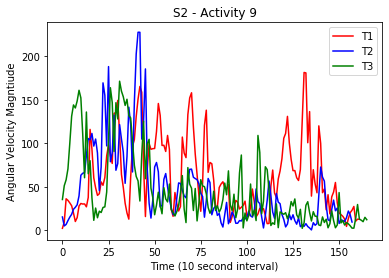 S2 - Activity 9
T1
T2
T3
Angular Velocity Magntiude
200
150
100
50
0
0
25
50
75
100
125
150
Time (10 second interval)